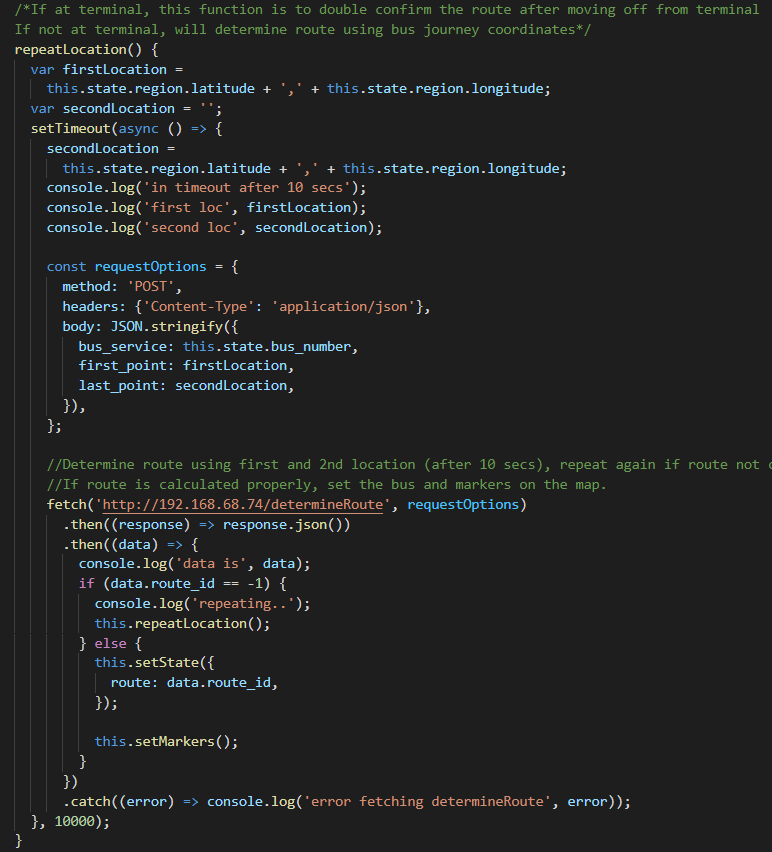 /*If at terminal, this function is to double confirm the route after moving off from terminal
If not at terminal, will determine route using bus journey coordinates*/
repeatLocation() {
  var firstLocation =
    this.state.region.latitude + ',' + this.state.region.longitude;
  var secondLocation = '';
  setTimeout(async () => {
    secondLocation =
      this.state.region.latitude + ',' + this.state.region.longitude;
    console.log('in timeout after 10 secs');
    console.log('first loc', firstLocation);
    console.log('second loc', secondLocation);

    const requestOptions = {
      method: 'POST',
      headers: {'Content-Type': 'application/json'},
      body: JSON.stringify({
        bus_service: this.state.bus_number,
        first_point: firstLocation,
        last_point: secondLocation,
      }),
    };

    //Determine route using first and 2nd location (after 10 secs), repeat again if route not
    //If route is calculated properly, set the bus and markers on the map.
    fetch('http://192.168.68.74/determineRoute', requestOptions)
      .then((response) => response.json())
      .then((data) => {
        console.log('data is', data);
        if (data.route_id == -1) {
          console.log('repeating..');
          this.repeatLocation();
        } else {
          this.setState({
            route: data.route_id,
          });

          this.setMarkers();
        }
      })
      .catch((error) => console.log('error fetching determineRoute', error));
  }, 10000);
}